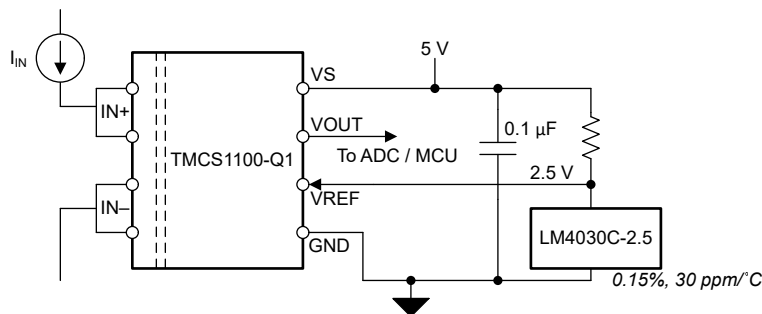 5 V
I_IN
VS
IN+
VOUT
0.1 µF
TMCS1100-Q1
To ADC / MCU
2.5 V
IN–
VREF
LM4030C-2.5
GND
0.15%, 30 ppm/˚C